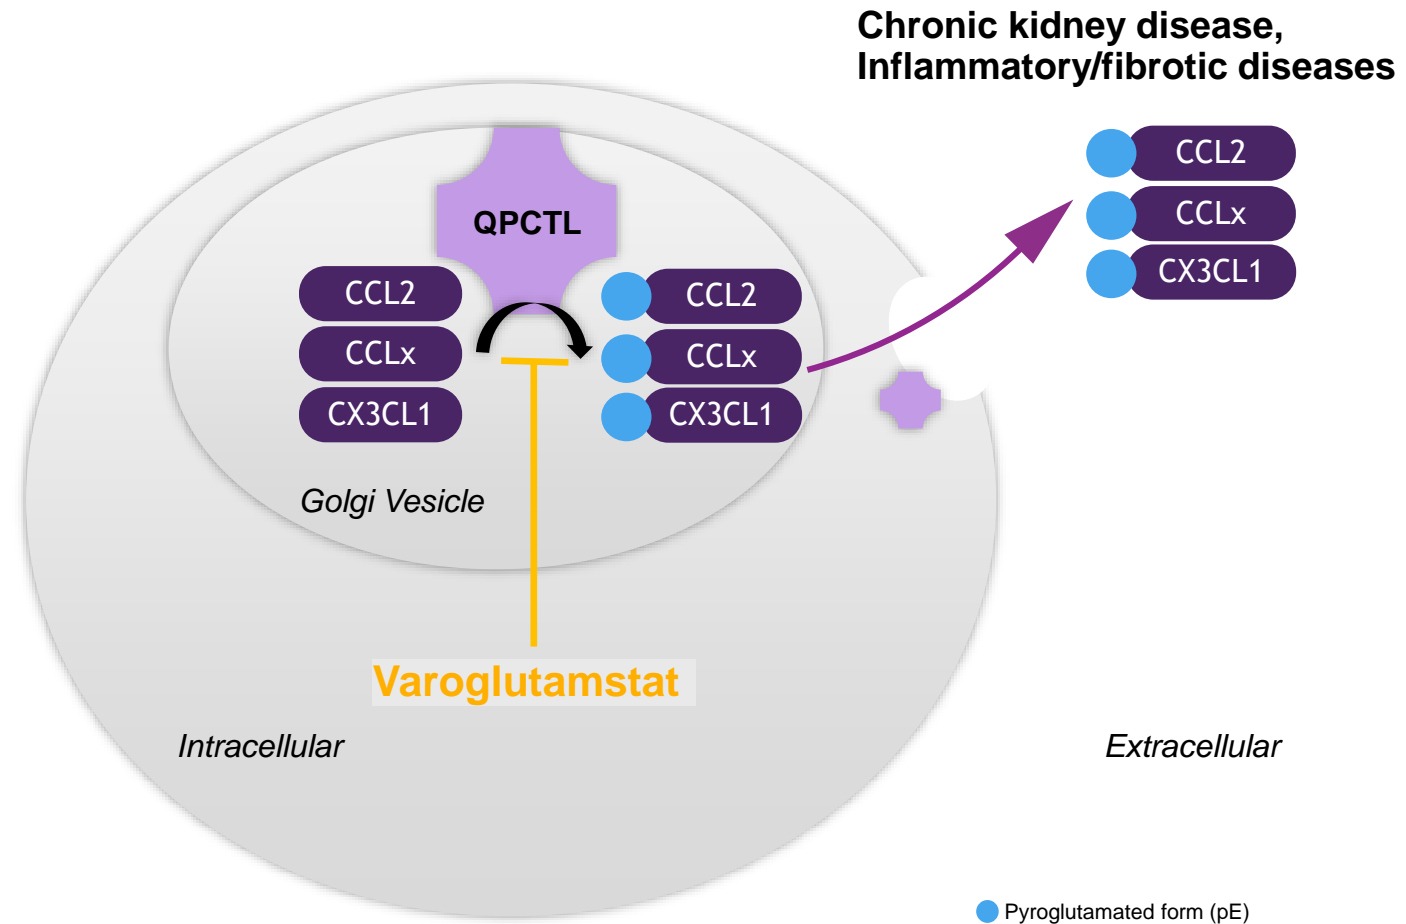 Chronic kidney disease,
Inflammatory/fibrotic diseases
QPCTL
CCL2
CCLx
CX3CL1
CCL2
CCLx
CX3CL1
CCL2
CCLx
CX3CL1
Golgi Vesicle
Varoglutamstat
Intracellular
Extracellular
Pyroglutamated form (pE)